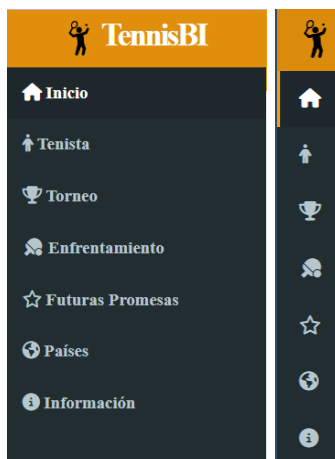 TennisBI
Inicio
Tenista
Torneo
Enfrentamiento
Futuras Promesas
Países
Información